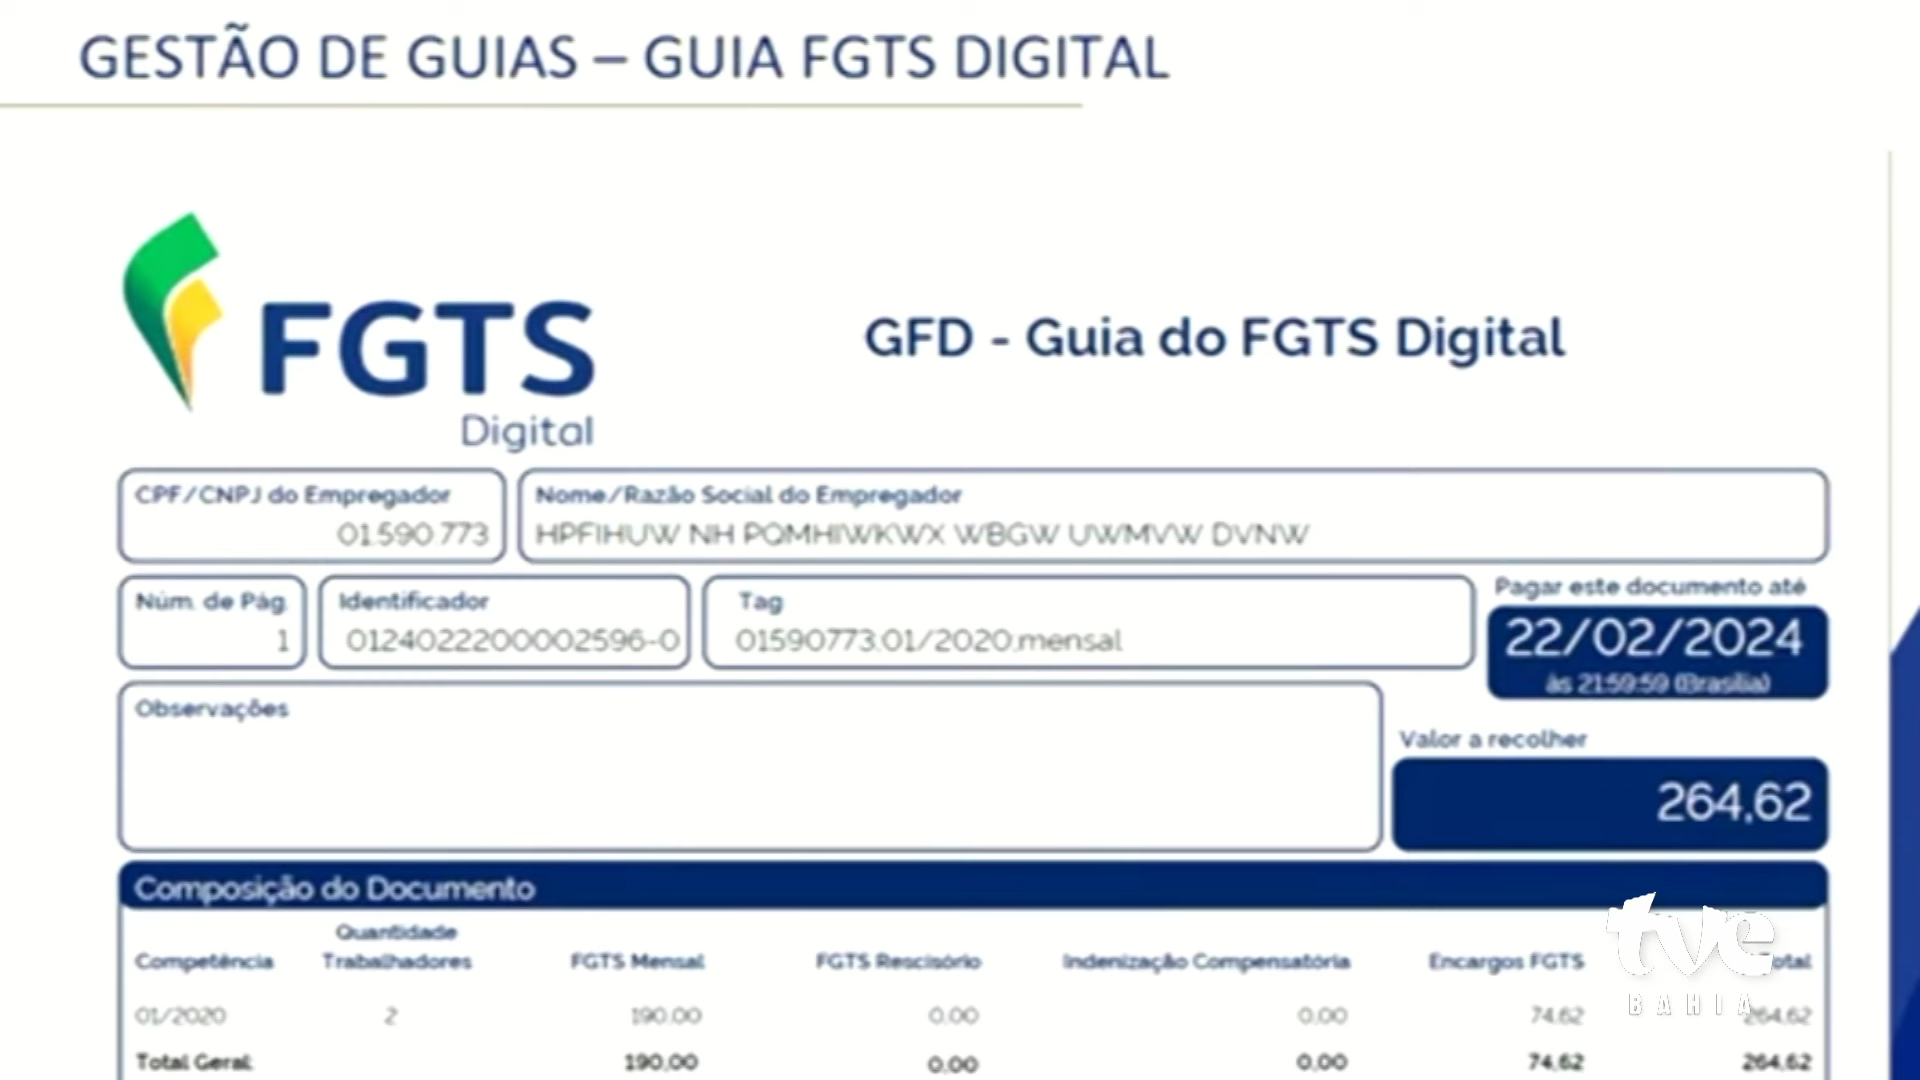 GESTÃO DE GUIAS – GUIA FGTS DIGITAL
FGTS
Digital
GFD - Guia do FGTS Digital
CPF/CNPJ do Empregador
01.590.773
Nome/Razão Social do Empregador
HPFIHUW NH PQMHIWKWX WBGW UWMVW DVNW
Núm. de Pág.
1
Identificador
0124022200002596-0
Tag
01590773.01/2020.mensal
Pagar este documento até
22/02/2024
às 21:59:59 (Brasília)
Observações
Valor a recolher
264,62
Composição do Documento
Competência Quantidade Trabalhadores FGTS Mensal FGTS Rescisório Indenização Compensatória Encargos FGTS Total
01/2020 2 190,00 0,00 0,00 74,62 264,62
Total Geral: 190,00 0,00 0,00 74,62 264,62
tve
BAHIA